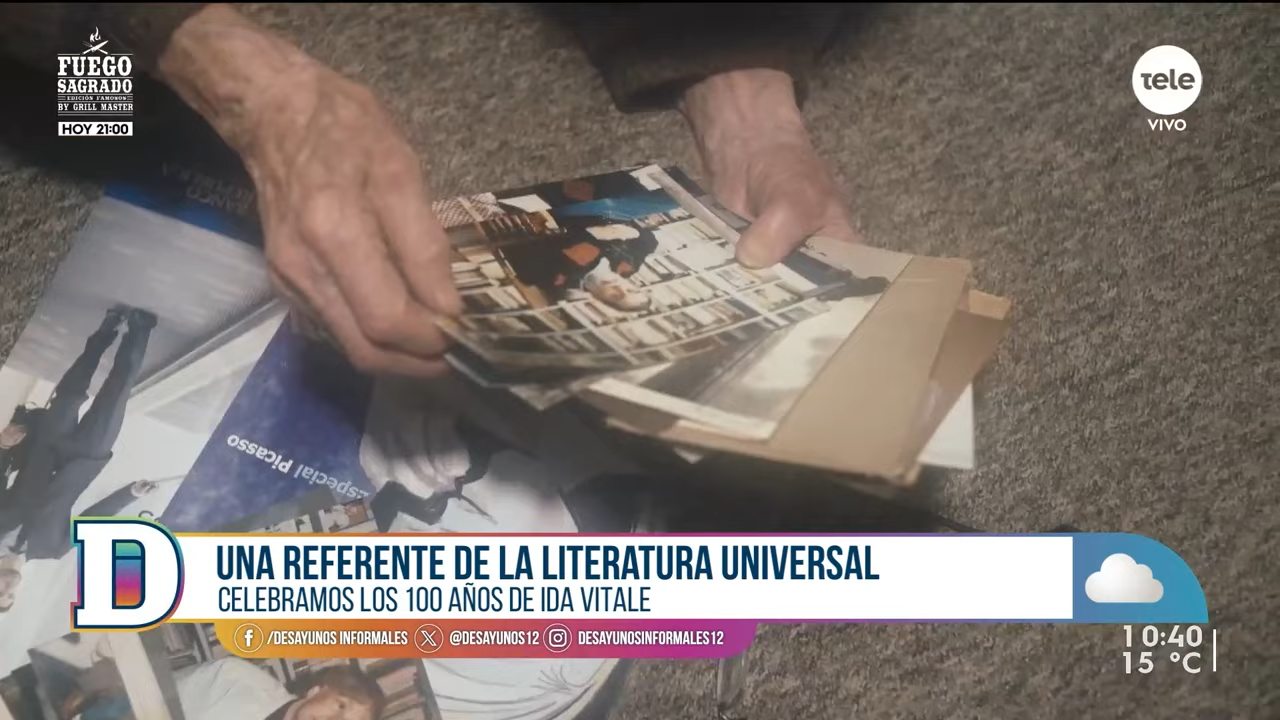 FUEGO
SAGRADO
EDICIÓN FAMOSOS
BY GRILL MASTER
HOY 21:00
tele
VIVO
Especial Picasso
D
UNA REFERENTE DE LA LITERATURA UNIVERSAL
CELEBRAMOS LOS 100 AÑOS DE IDA VITALE
/DESAYUNOS INFORMALES
@DESAYUNOS12
DESAYUNOSINFORMALES12
10:40
15 °C